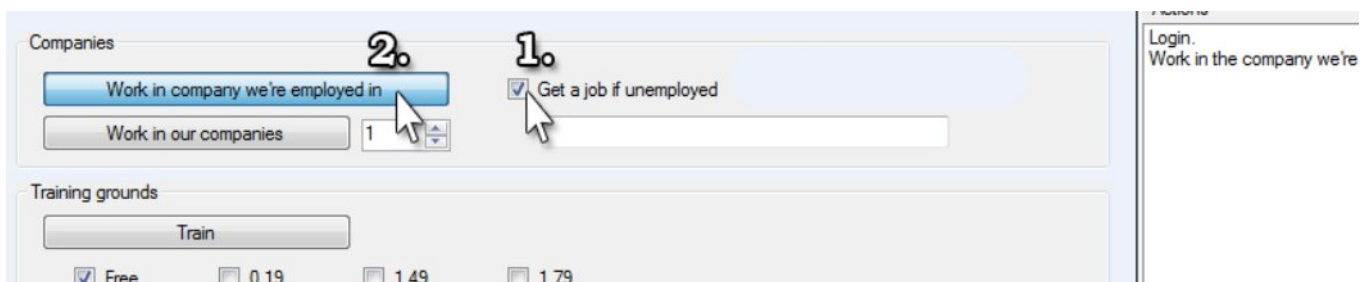 Actions
Companies
2. 1.
Work in company we're employed in Get a job if unemployed
Work in our companies 1
Training grounds
Train
Free 0.19 1.49 1.79
Login.
Work in the company we're